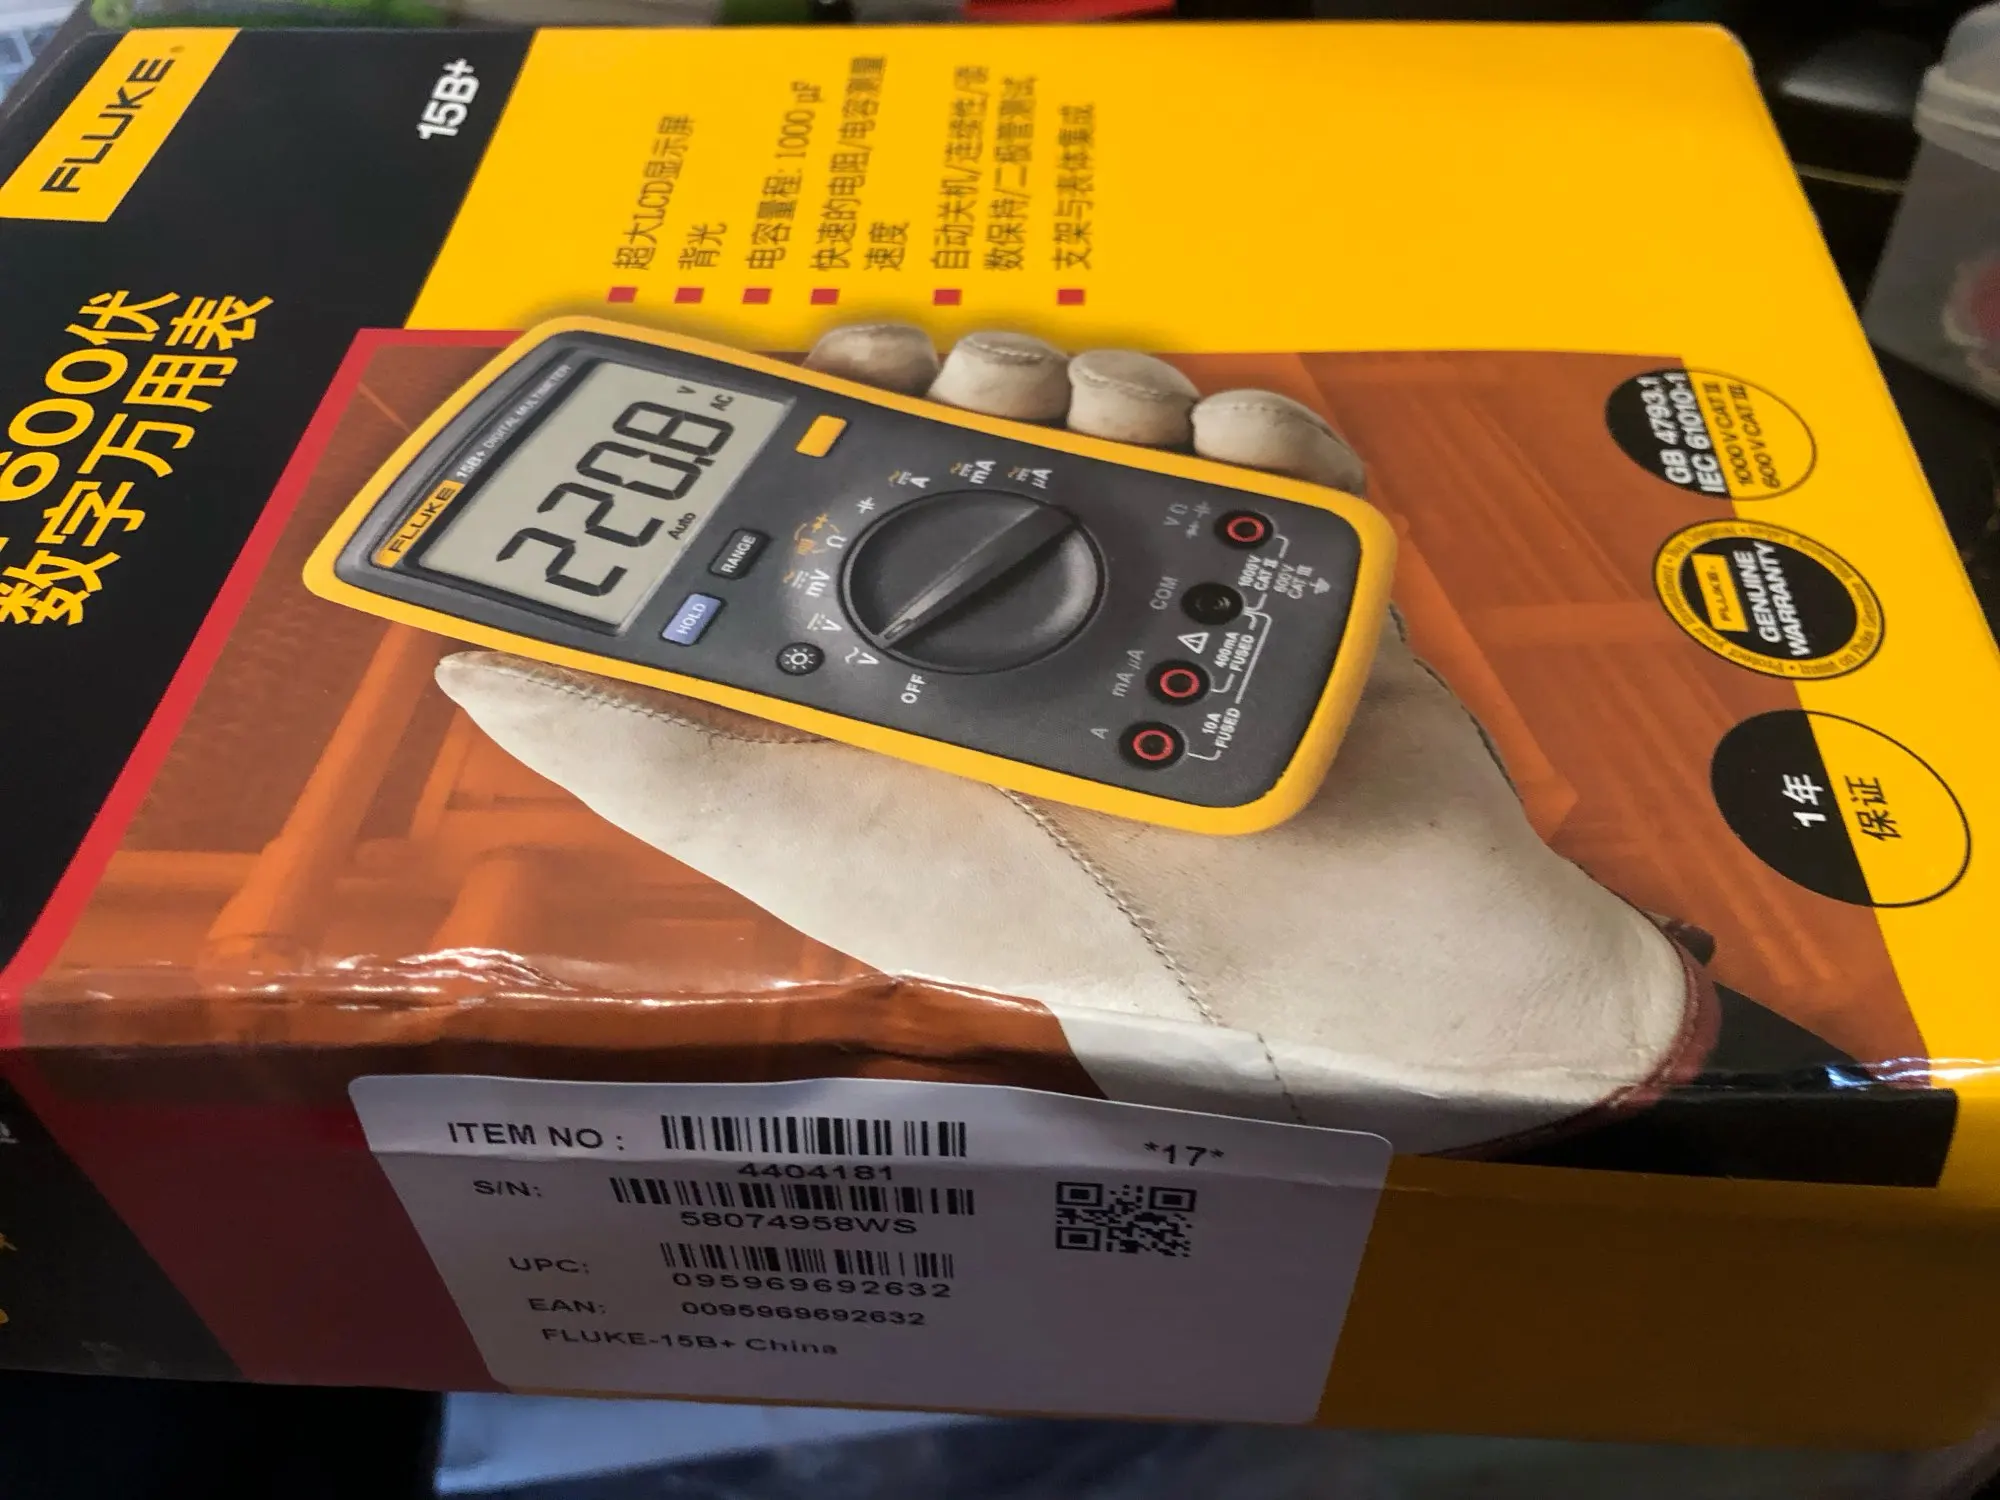 FLUKE®
15B+
600伏
数字万用表
超大LCD显示屏
背光
电容量程: 1000 µF
快速的电阻/电容测量
速度
自动关机/连续性/读
数保持/二极管测试
支架与表体集成
FLUKE 15B+ DIGITAL MULTIMETER
220.8
V
AC
Auto
HOLD
RANGE
OFF
V
V
mV
Ω
A
mA
µA
A
mA µA
COM
V Ω
10A
FUSED
400mA
FUSED
1000V
CAT II
600V
CAT III
GB 4793.1
IEC 61010-1
1000 V CAT II
600 V CAT III
FLUKE®
GENUINE
WARRANTY
1 年
保证
ITEM NO :
4404181
*17*
S/N:
58074958WS
UPC:
095969692632
EAN: 0095969692632
FLUKE-15B+ China